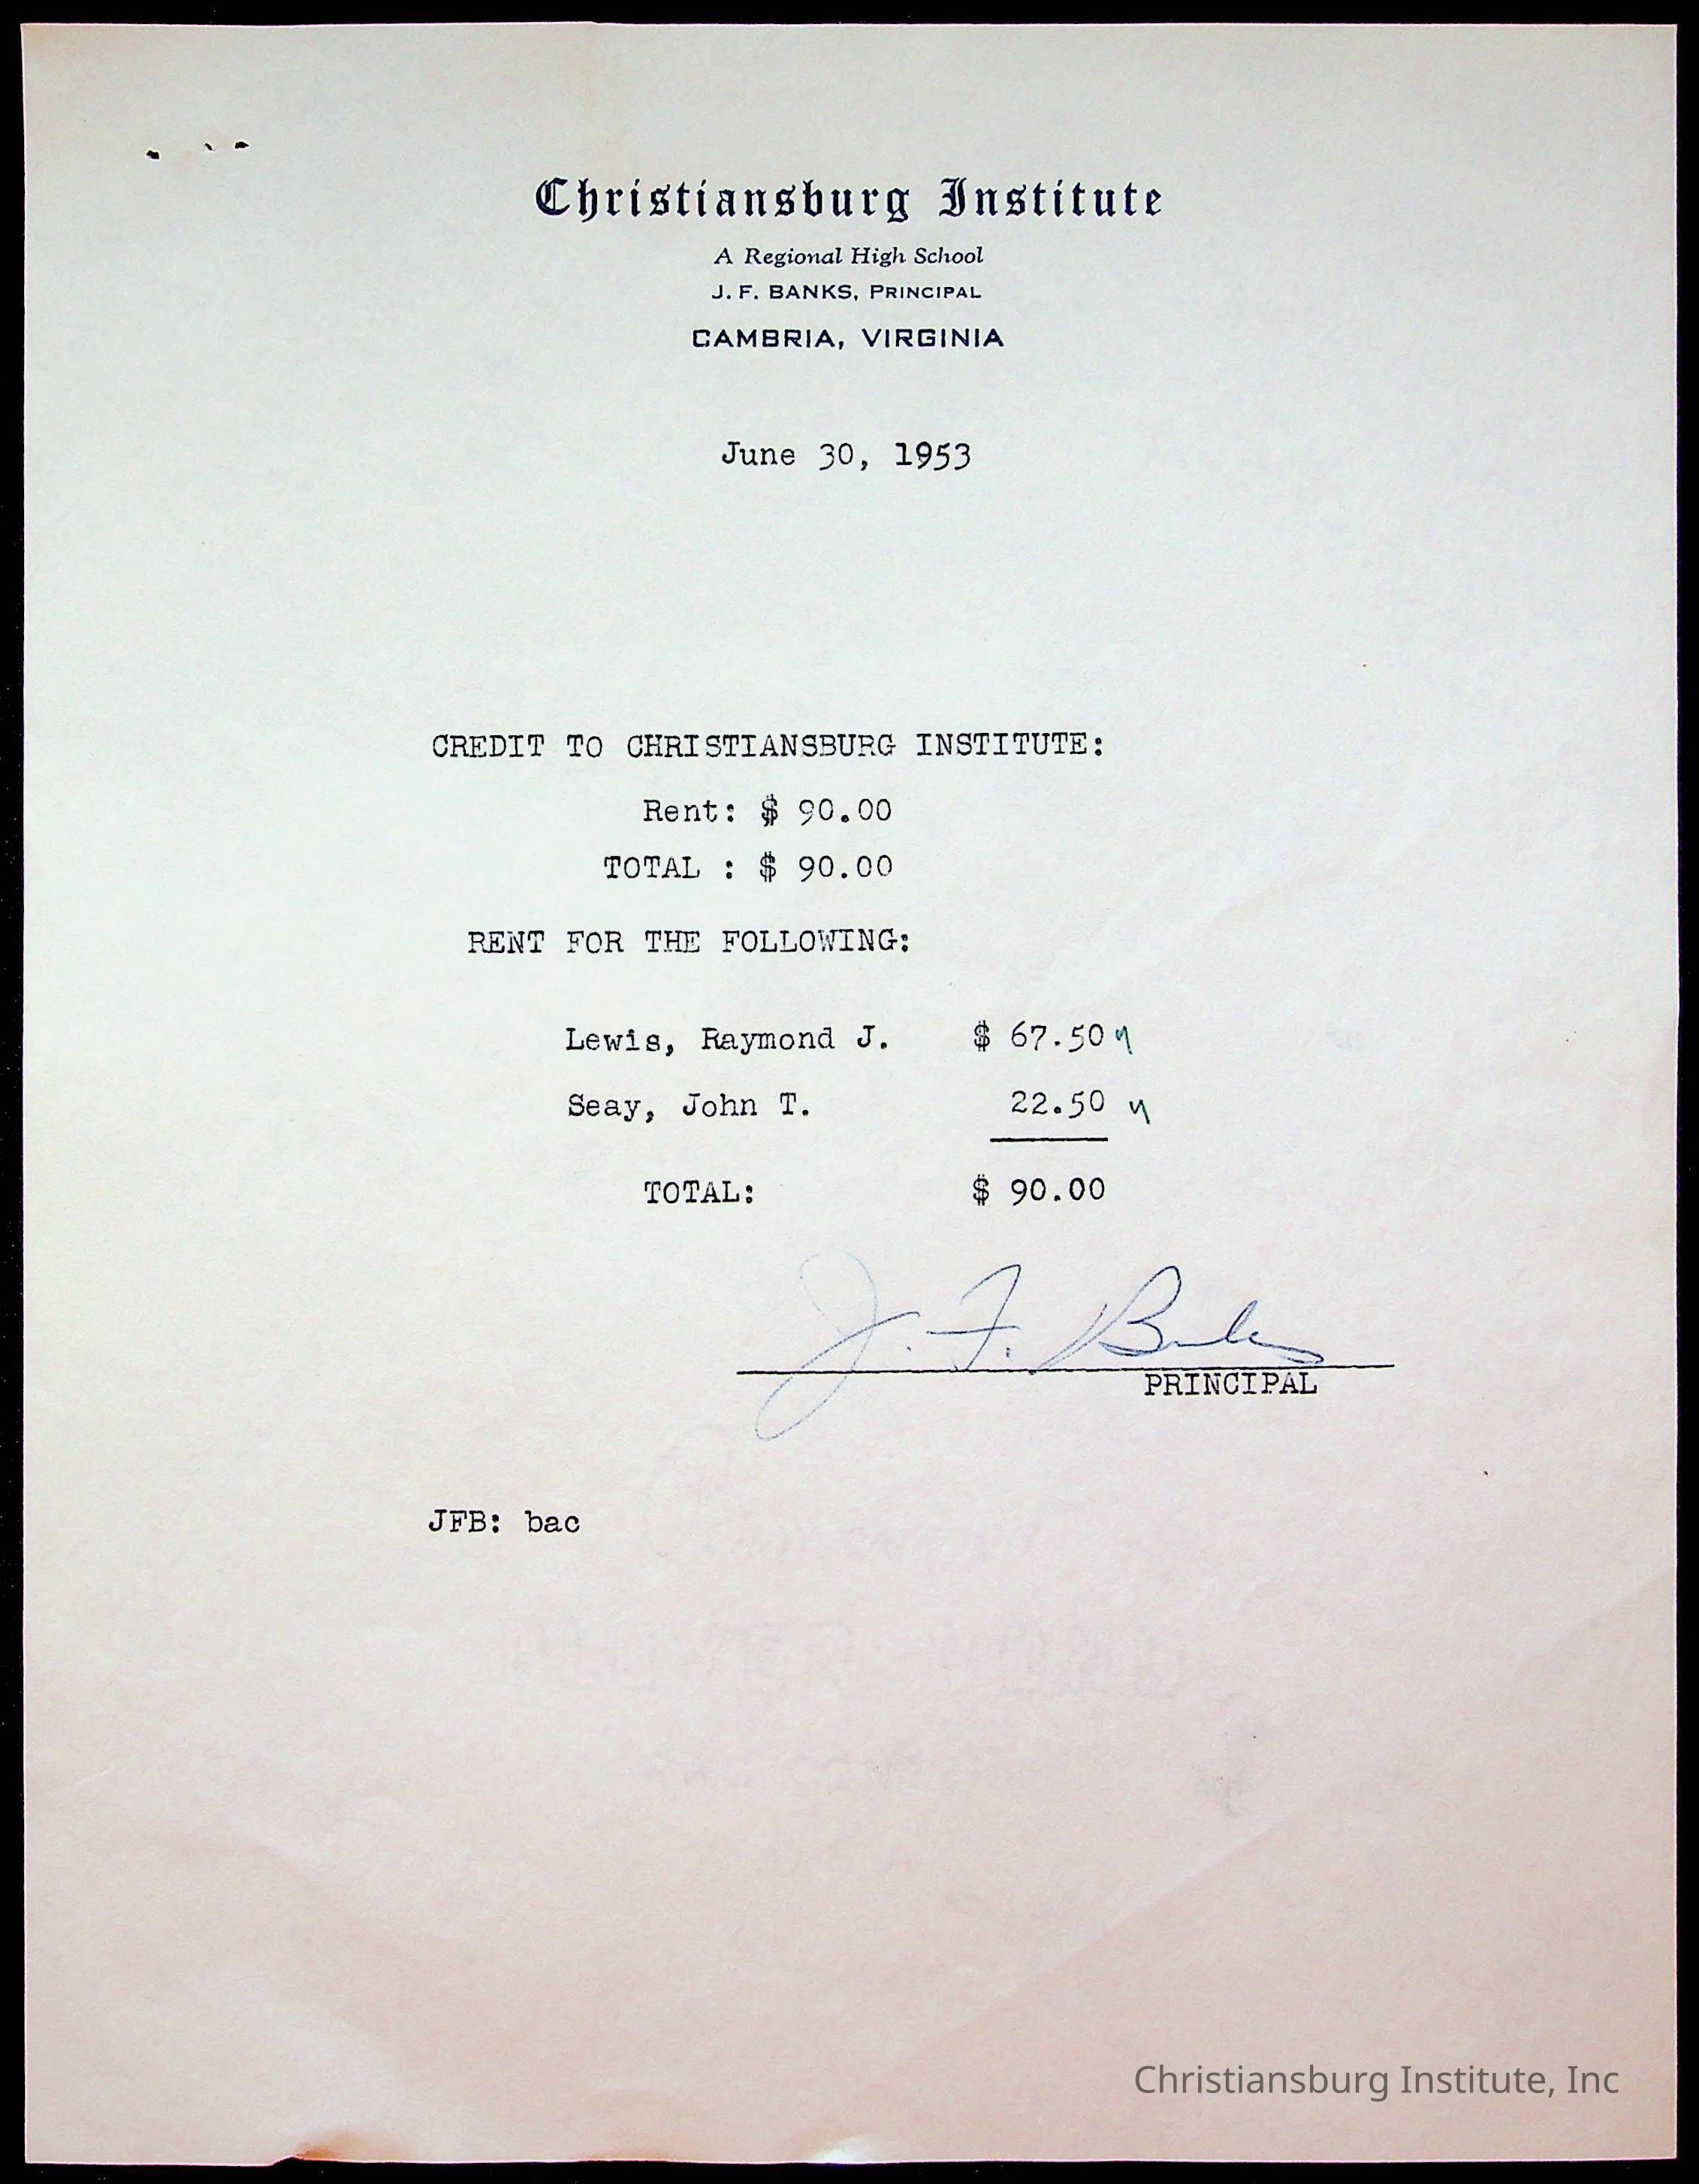 Christiansburg Institute
A Regional High School
J. F. BANKS, PRINCIPAL
CAMBRIA, VIRGINIA
June 30, 1953
CREDIT TO CHRISTIANSBURG INSTITUTE:
Rent: $ 90.00
TOTAL : $ 90.00
RENT FOR THE FOLLOWING:
Lewis, Raymond J. $ 67.50
Seay, John T. 22.50
TOTAL: $ 90.00
J. F. Banks
PRINCIPAL
JFB: bac
Christiansburg Institute, Inc